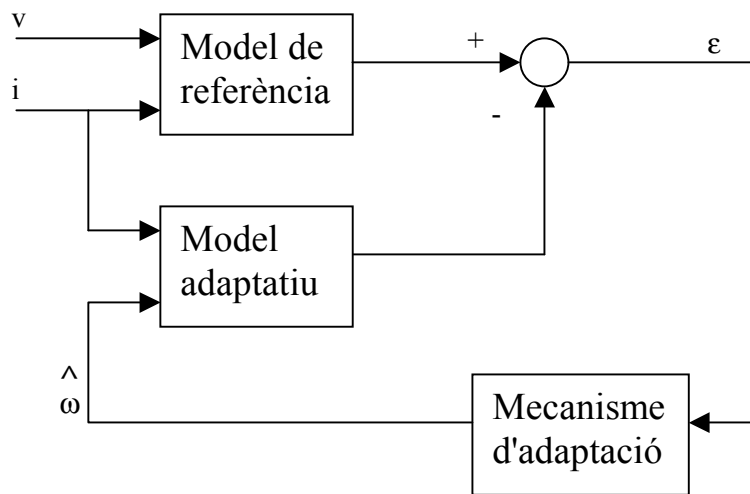 v
Model de
referència
+
ε
i
-
Model
adaptatiu
^
ω
Mecanisme
d'adaptació